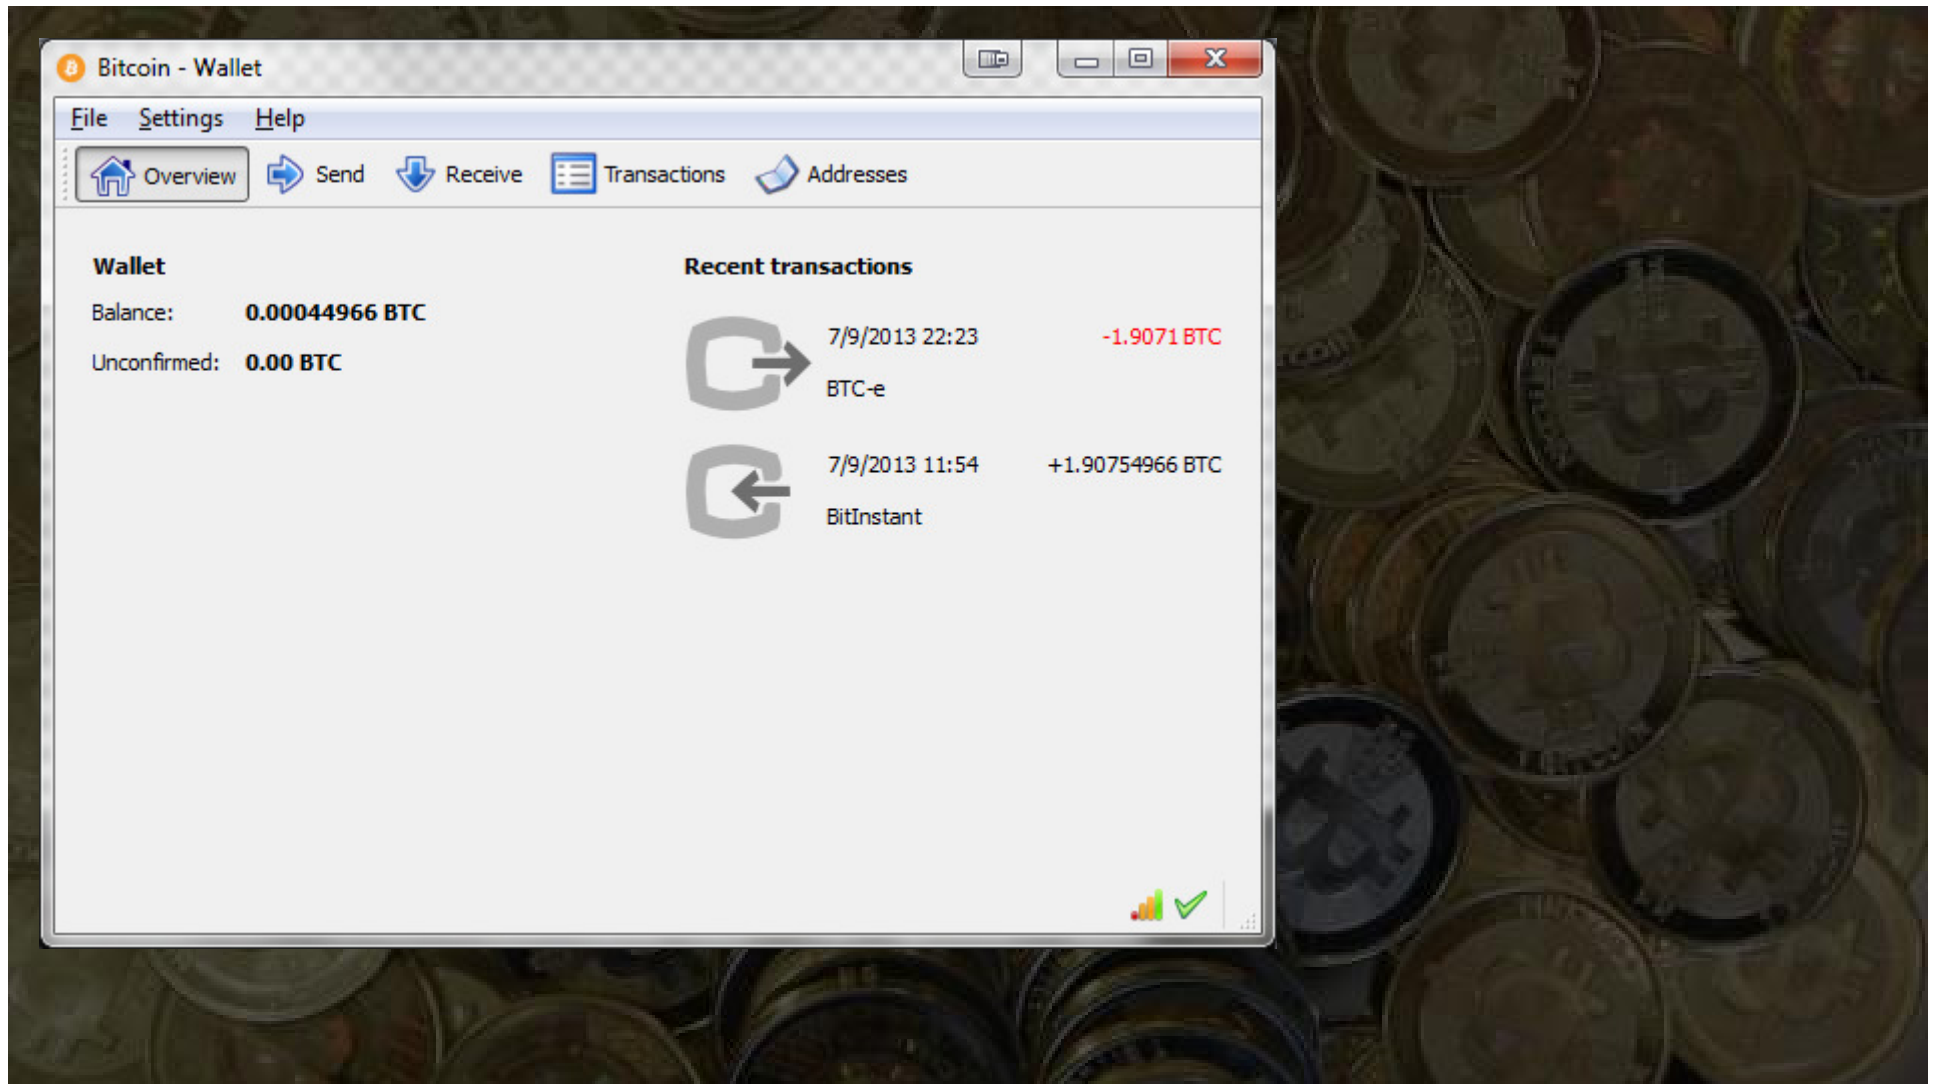 Bitcoin - Wallet
File Settings Help
Overview Send Receive Transactions Addresses
Wallet
Balance: 0.00044966 BTC
Unconfirmed: 0.00 BTC
Recent transactions
7/9/2013 22:23 -1.9071 BTC
BTC-e
7/9/2013 11:54 +1.90754966 BTC
BitInstant